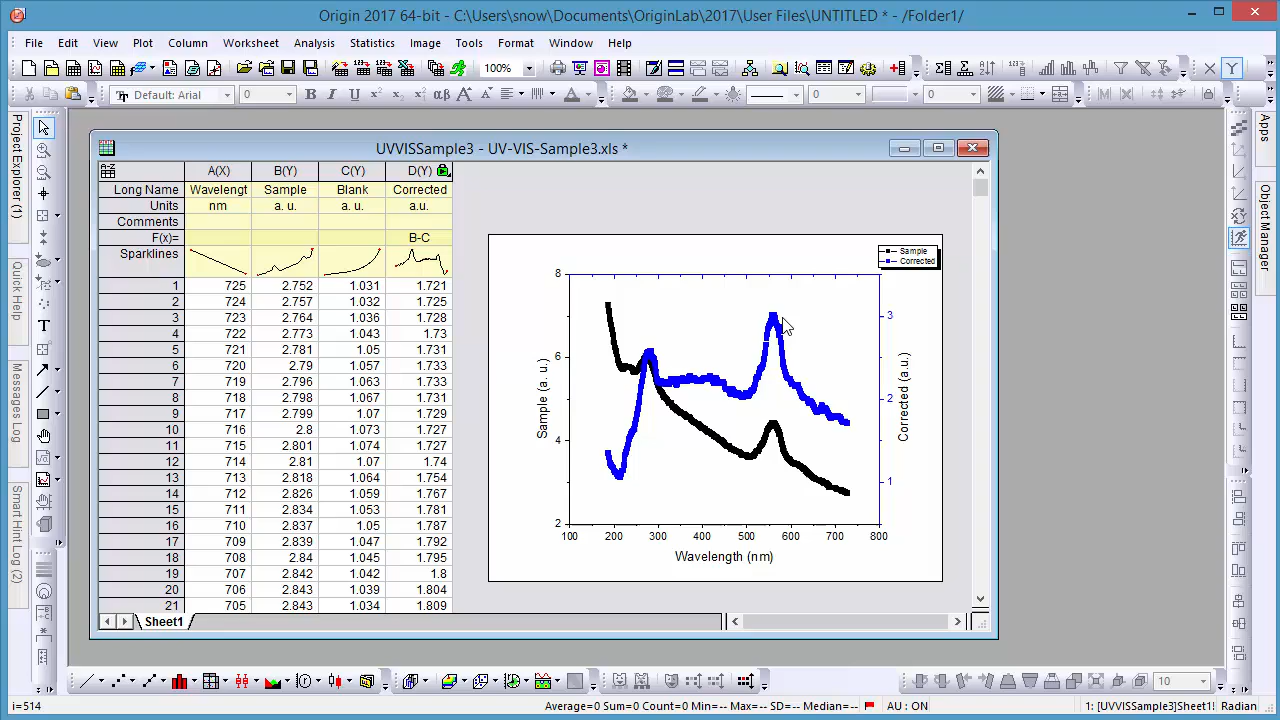 Origin 2017 64-bit - C:\Users\snow\Documents\OriginLab\2017\User Files\UNTITLED * - /Folder1/
File Edit View Plot Column Worksheet Analysis Statistics Image Tools Format Window Help
100%
Default: Arial 0 B I U 0 0
Project Explorer (1)
Quick Help
Messages Log
Smart Hint Log (2)
Apps
Object Manager
UVVISSample3 - UV-VIS-Sample3.xls *
A(X) B(Y) C(Y) D(Y)
Long Name Wavelengt Sample Blank Corrected
Units nm a. u. a. u. a.u.
Comments
F(x)= B-C
Sparklines
1 725 2.752 1.031 1.721
2 724 2.757 1.032 1.725
3 723 2.764 1.036 1.728
4 722 2.773 1.043 1.73
5 721 2.781 1.05 1.731
6 720 2.79 1.057 1.733
7 719 2.796 1.063 1.733
8 718 2.798 1.067 1.733
9 717 2.799 1.07 1.729
10 716 2.8 1.073 1.727
11 715 2.801 1.074 1.727
12 714 2.81 1.07 1.74
13 713 2.818 1.064 1.754
14 712 2.826 1.059 1.767
15 711 2.834 1.053 1.781
16 710 2.837 1.05 1.787
17 709 2.839 1.047 1.792
18 708 2.84 1.045 1.795
19 707 2.842 1.042 1.8
20 706 2.843 1.039 1.804
21 705 2.843 1.034 1.809
Sheet1
Sample
Corrected
8
6
4
2
Sample (a. u.)
3
2
1
Corrected (a.u.)
100 200 300 400 500 600 700 800
Wavelength (nm)
10
i=514 Average=0 Sum=0 Count=0 Min=-- Max=-- SD=-- Median=-- AU : ON 1: [UVVISSample3]Sheet1! Radian